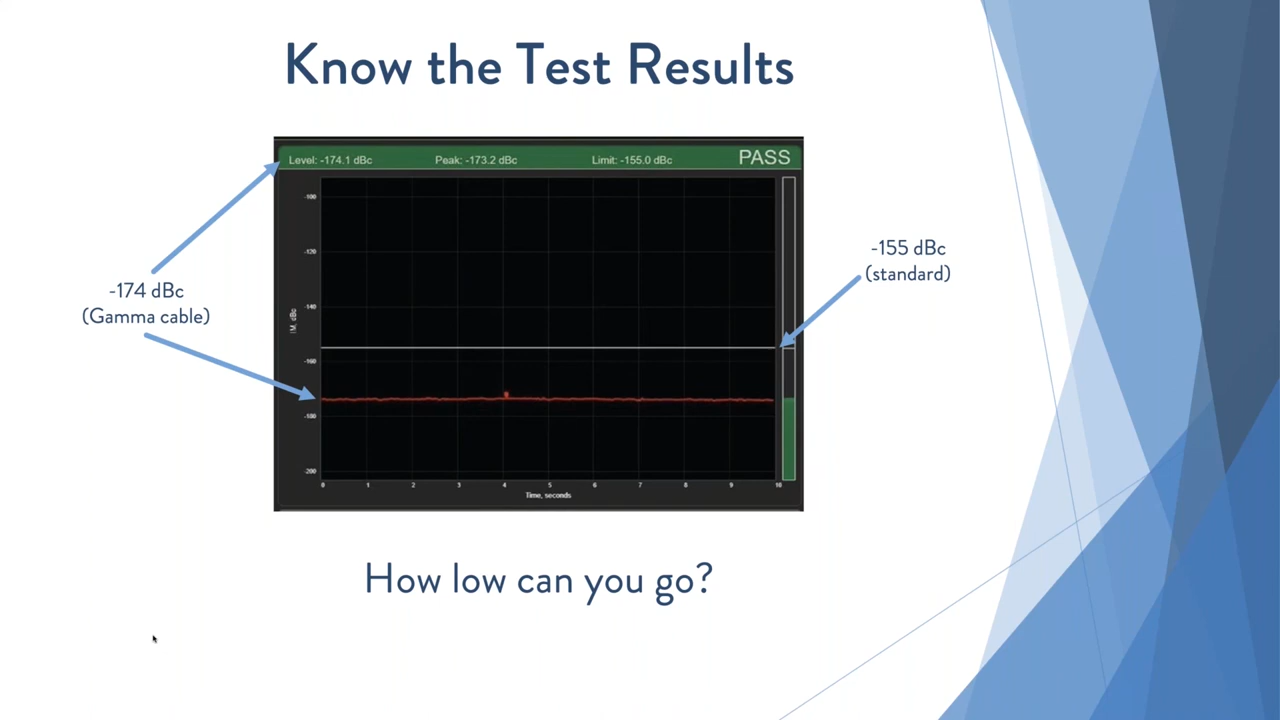 Know the Test Results
Level: -174.1 dBc Peak: -173.2 dBc Limit: -155.0 dBc PASS
-100
-120
-140
-160
-180
-200
IM, dBc
0 1 2 3 4 5 6 7 8 9 10
Time, seconds
-174 dBc
(Gamma cable)
-155 dBc
(standard)
How low can you go?